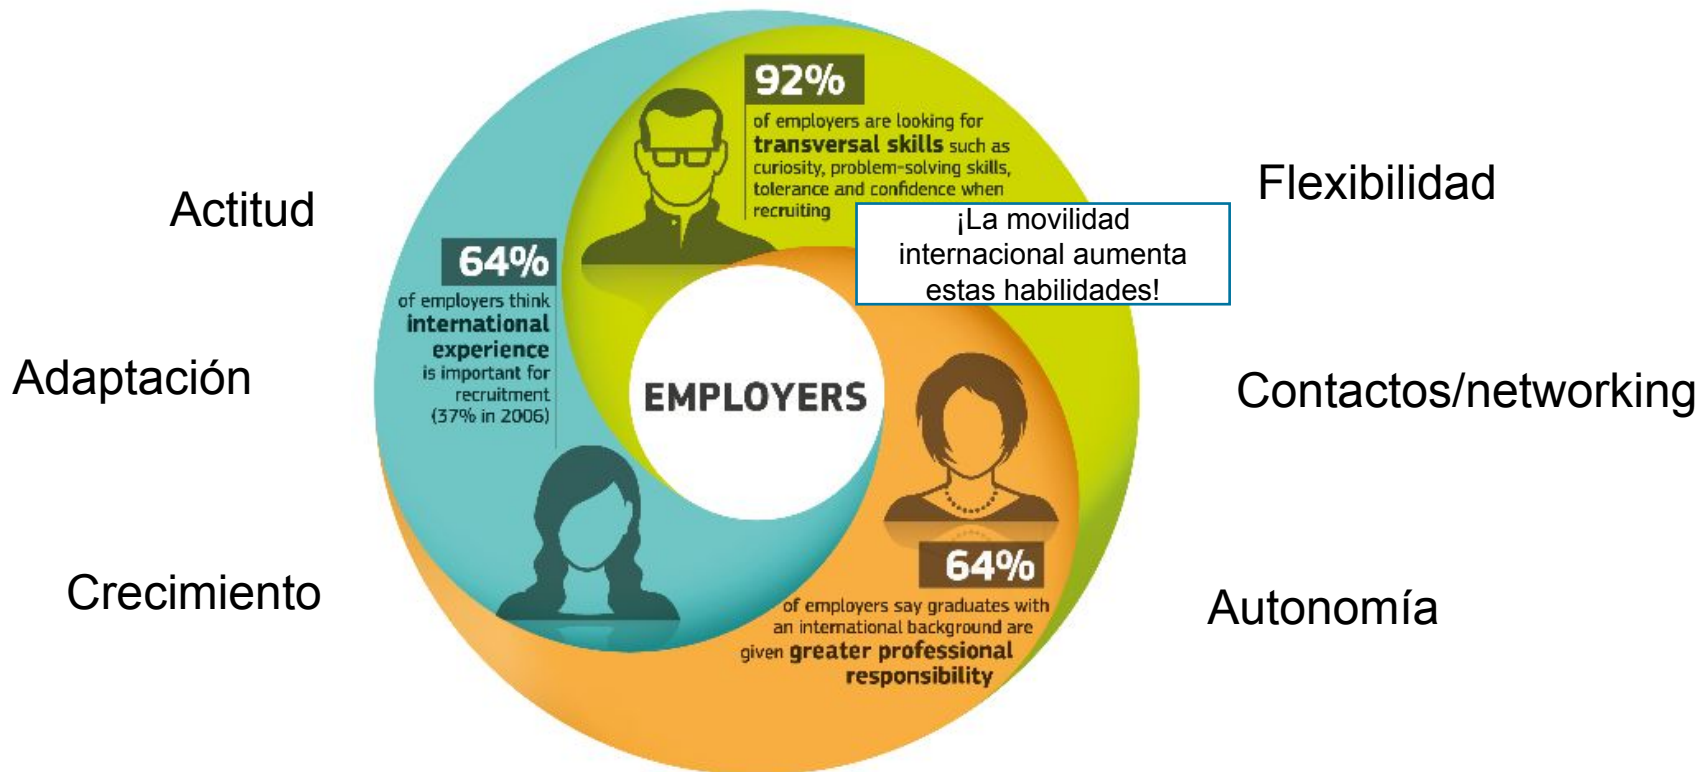 92%
of employers are looking for
transversal skills such as
curiosity, problem-solving skills,
tolerance and confidence when
recruiting
¡La movilidad
internacional aumenta
estas habilidades!
Actitud
Flexibilidad
64%
of employers think
international
experience
is important for
recruitment
(37% in 2006)
Adaptación
EMPLOYERS
Contactos/networking
64%
of employers say graduates with
an international background are
given greater professional
responsibility
Crecimiento
Autonomía